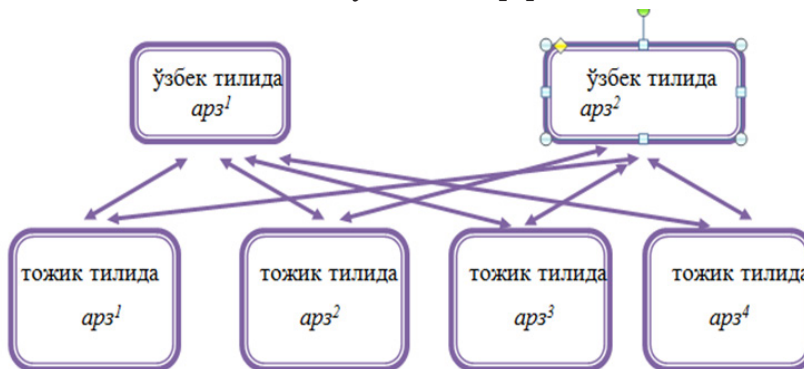 ўзбек тилида
арз¹
ўзбек тилида
арз²
тожик тилида
арз¹
тожик тилида
арз²
тожик тилида
арз³
тожик тилида
арз⁴